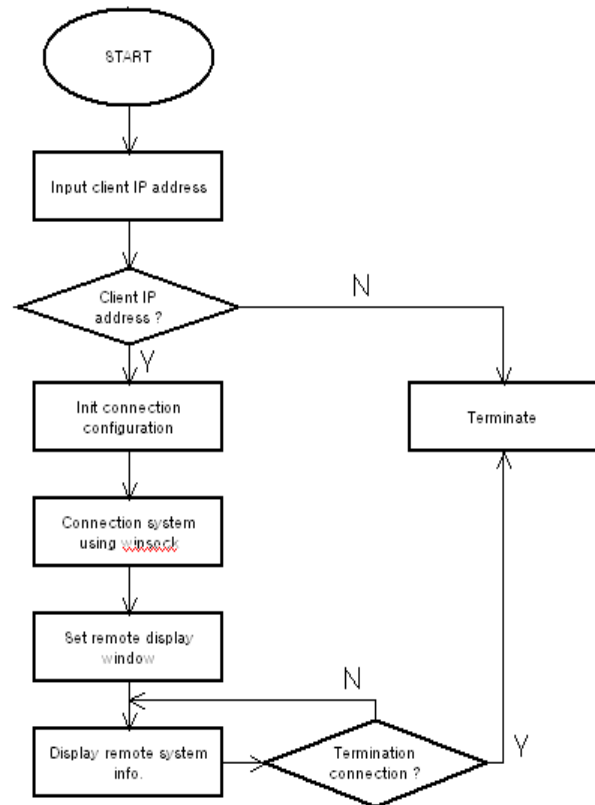 START
Input client IP address
Client IP
address ?
N
Y
Init connection
configuration
Terminate
Connection system
using winsock
Set remote display
window
N
Display remote system
info.
Termination
connection ?
Y